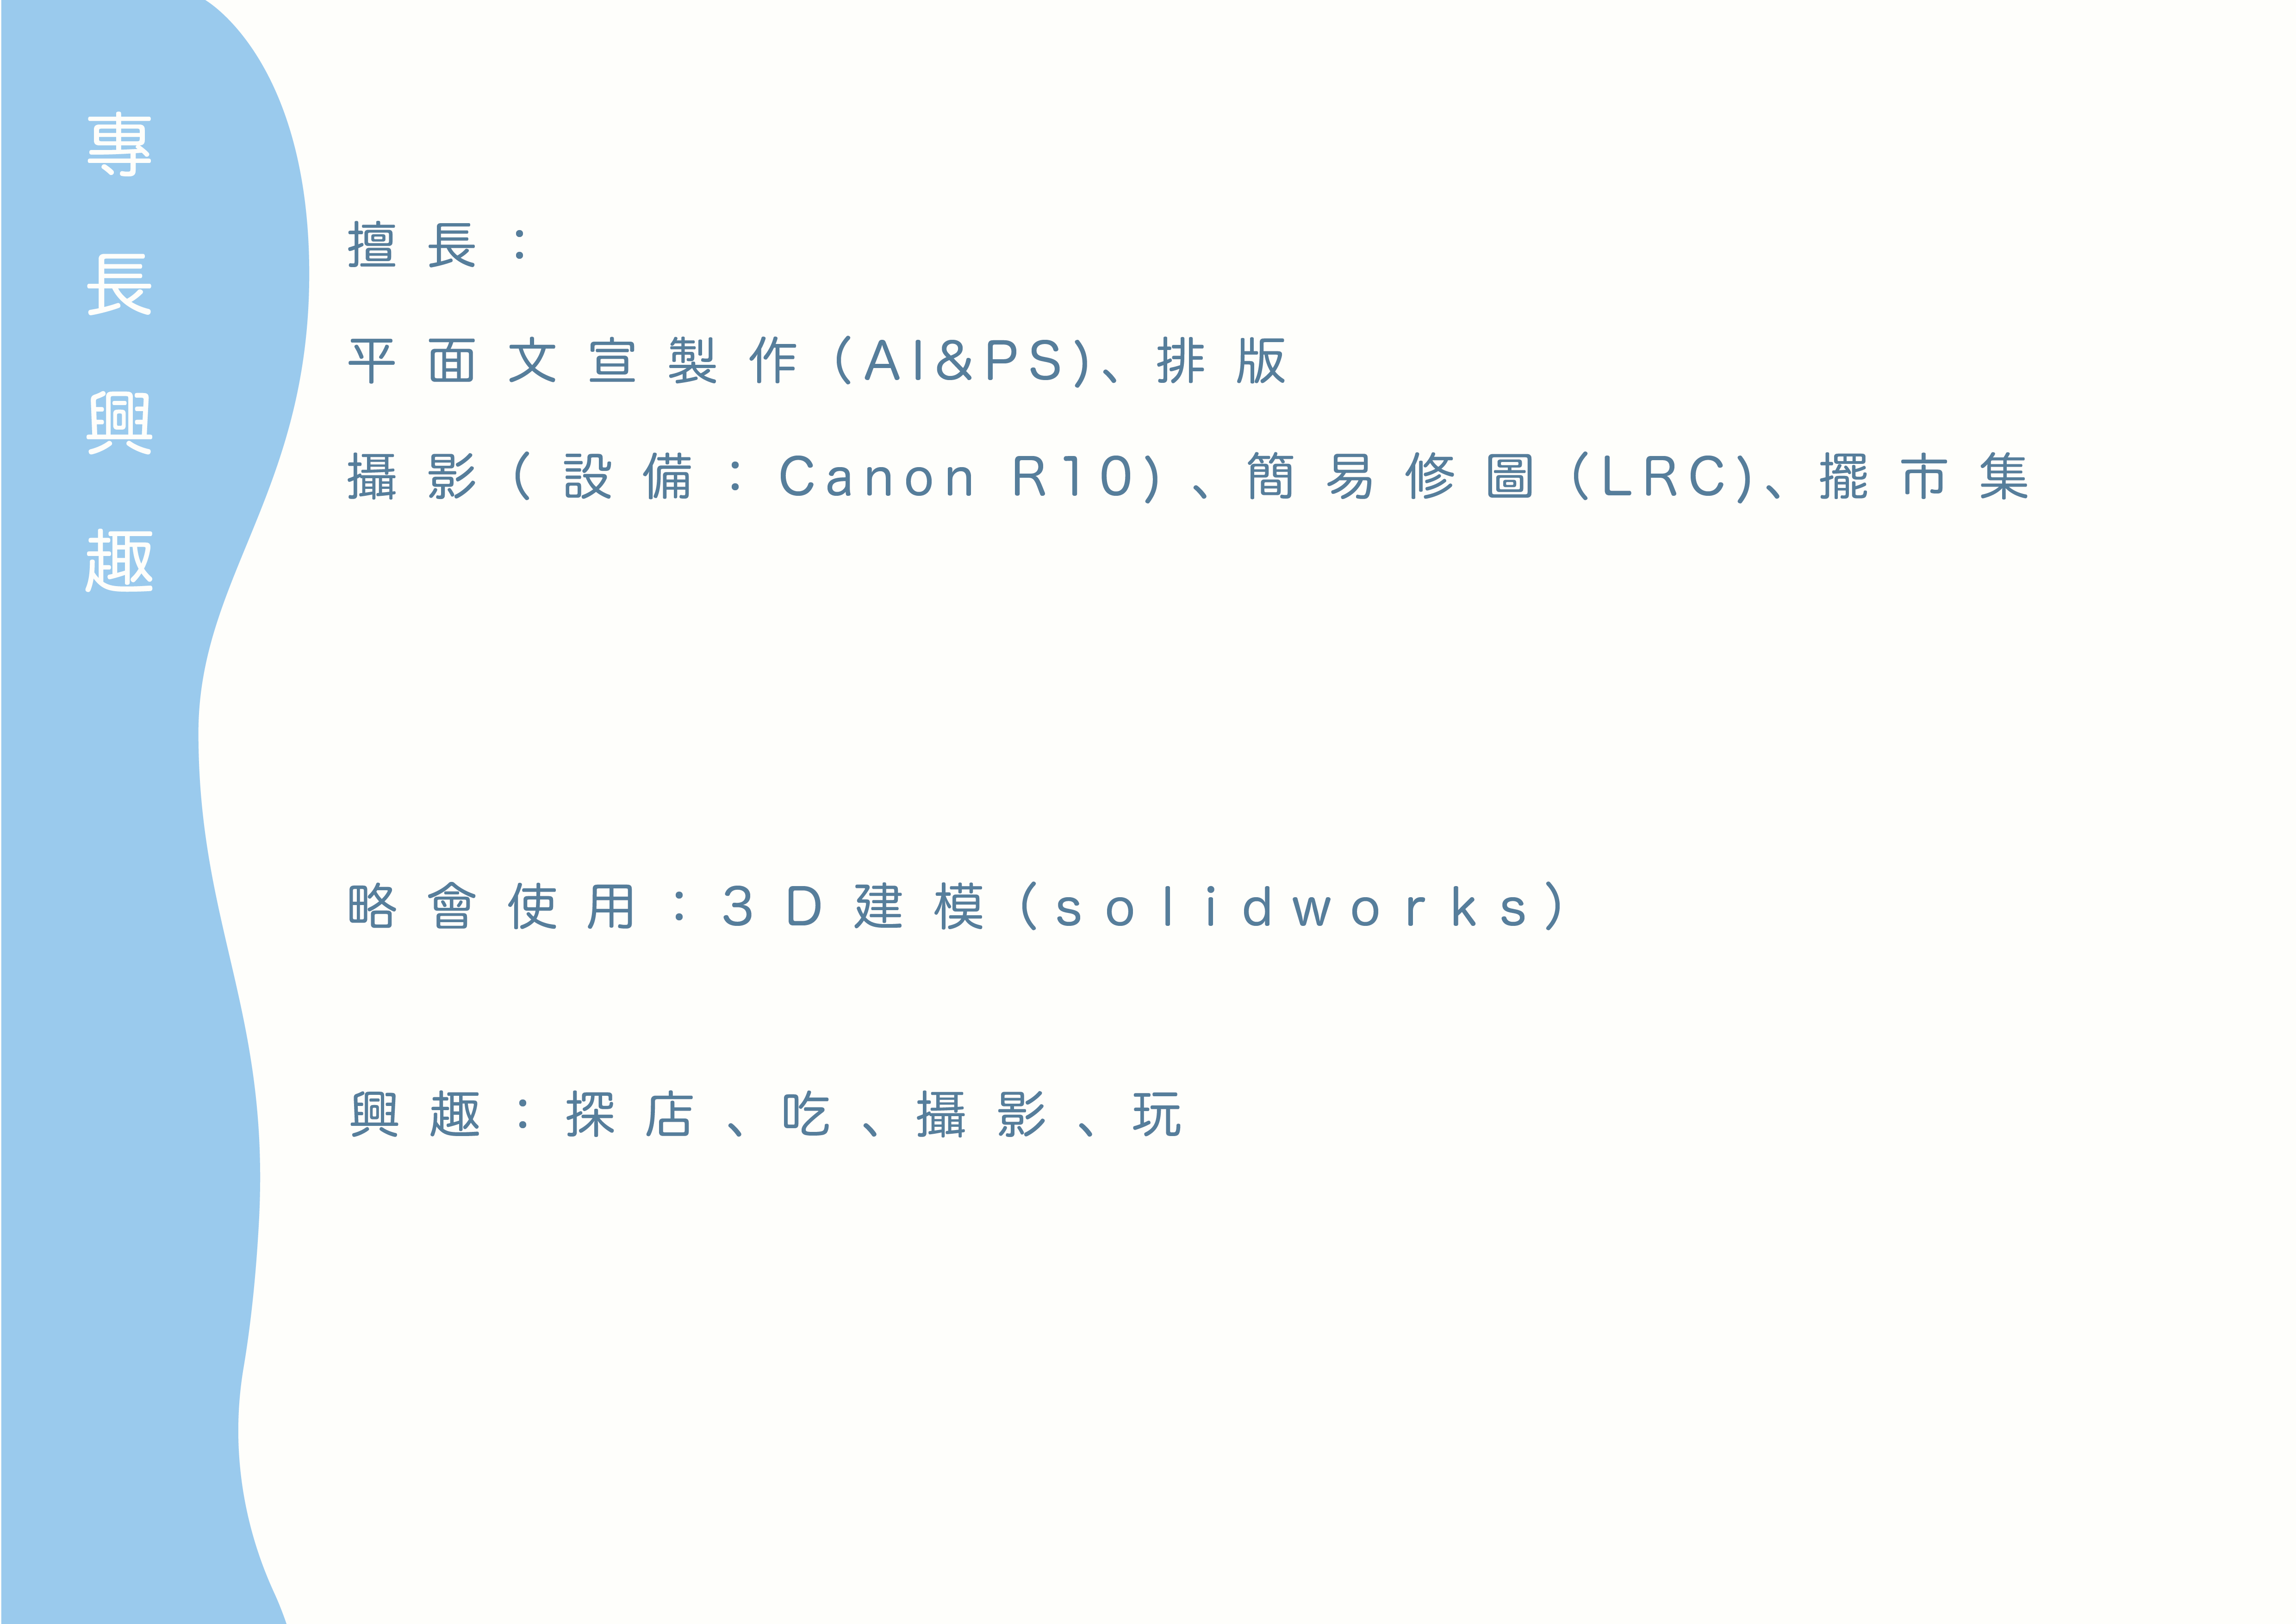 專長興趣
擅長：
平面文宣製作(AI&PS)、排版
攝影(設備：Canon R10)、簡易修圖(LRC)、擺市集
略會使用：3D建模(solidworks)
興趣：探店、吃、攝影、玩